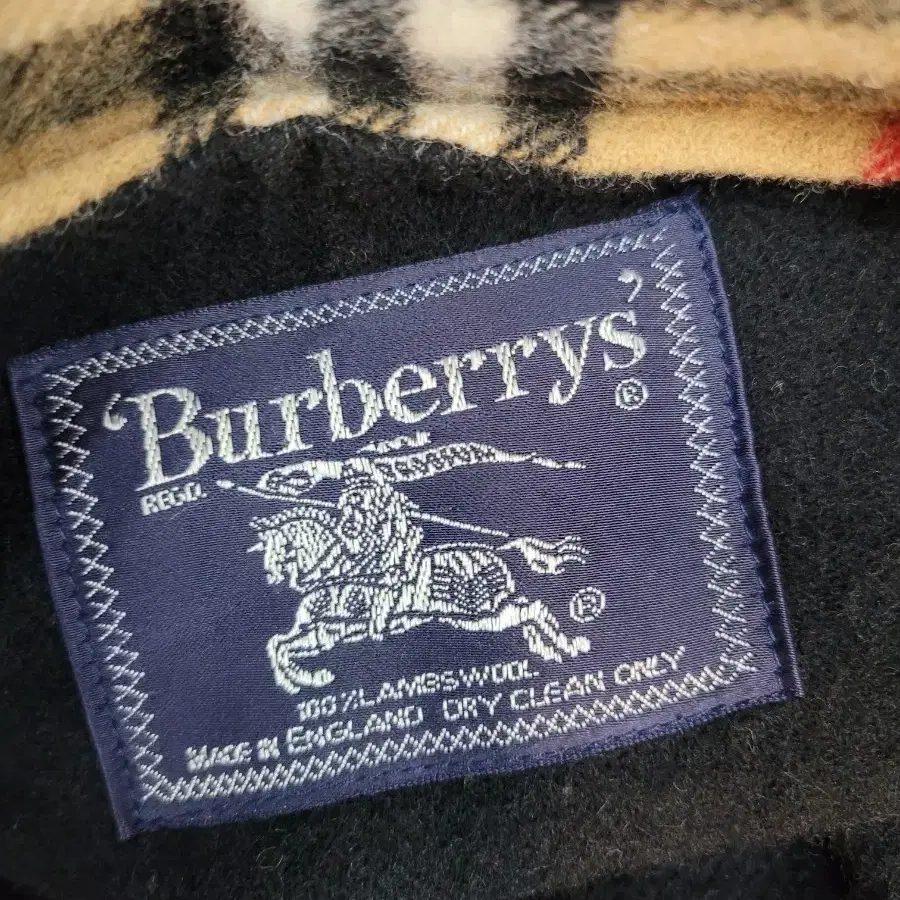 ‘Burberrys’
®
REGD.
®
100% LAMBSWOOL
MADE IN ENGLAND DRY CLEAN ONLY